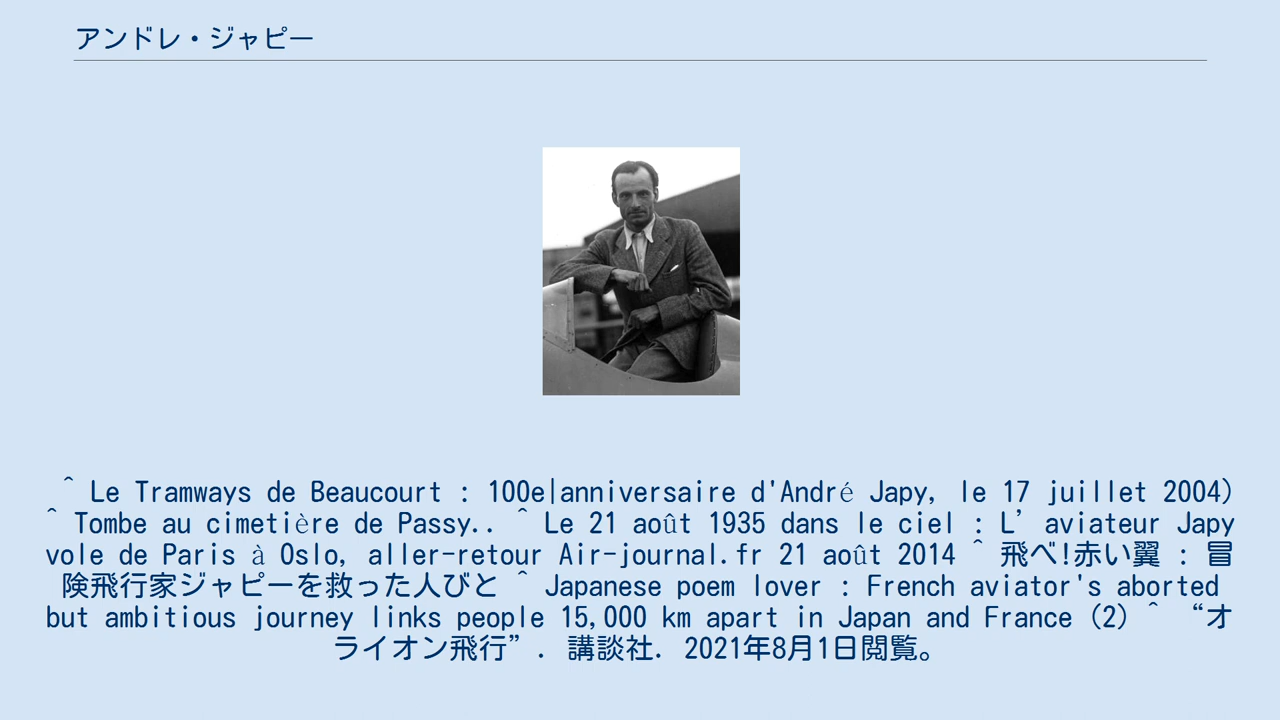 アンドレ・ジャピー
^ Le Tramways de Beaucourt : 100e|anniversaire d'André Japy, le 17 juillet 2004)
^ Tombe au cimetière de Passy.. ^ Le 21 août 1935 dans le ciel : L’aviateur Japy
vole de Paris à Oslo, aller-retour Air-journal.fr 21 août 2014 ^ 飛べ!赤い翼 : 冒
険飛行家ジャピーを救った人びと ^ Japanese poem lover : French aviator's aborted
but ambitious journey links people 15,000 km apart in Japan and France (2) ^ “オ
ライオン飛行”. 講談社. 2021年8月1日閲覧。